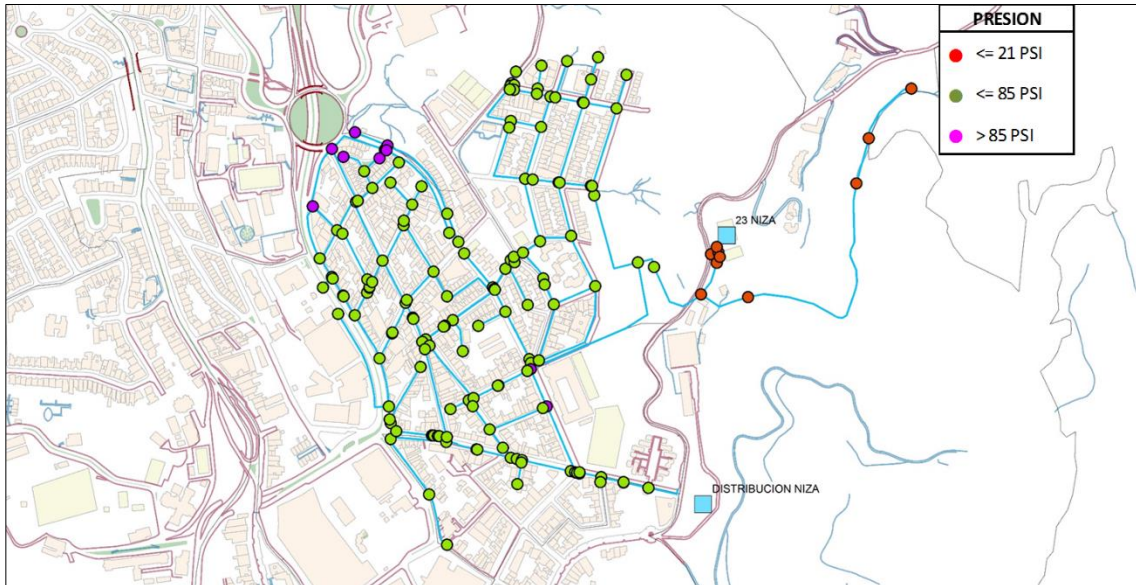 PRESION
<= 21 PSI
<= 85 PSI
> 85 PSI
23 NIZA
DISTRIBUCION NIZA